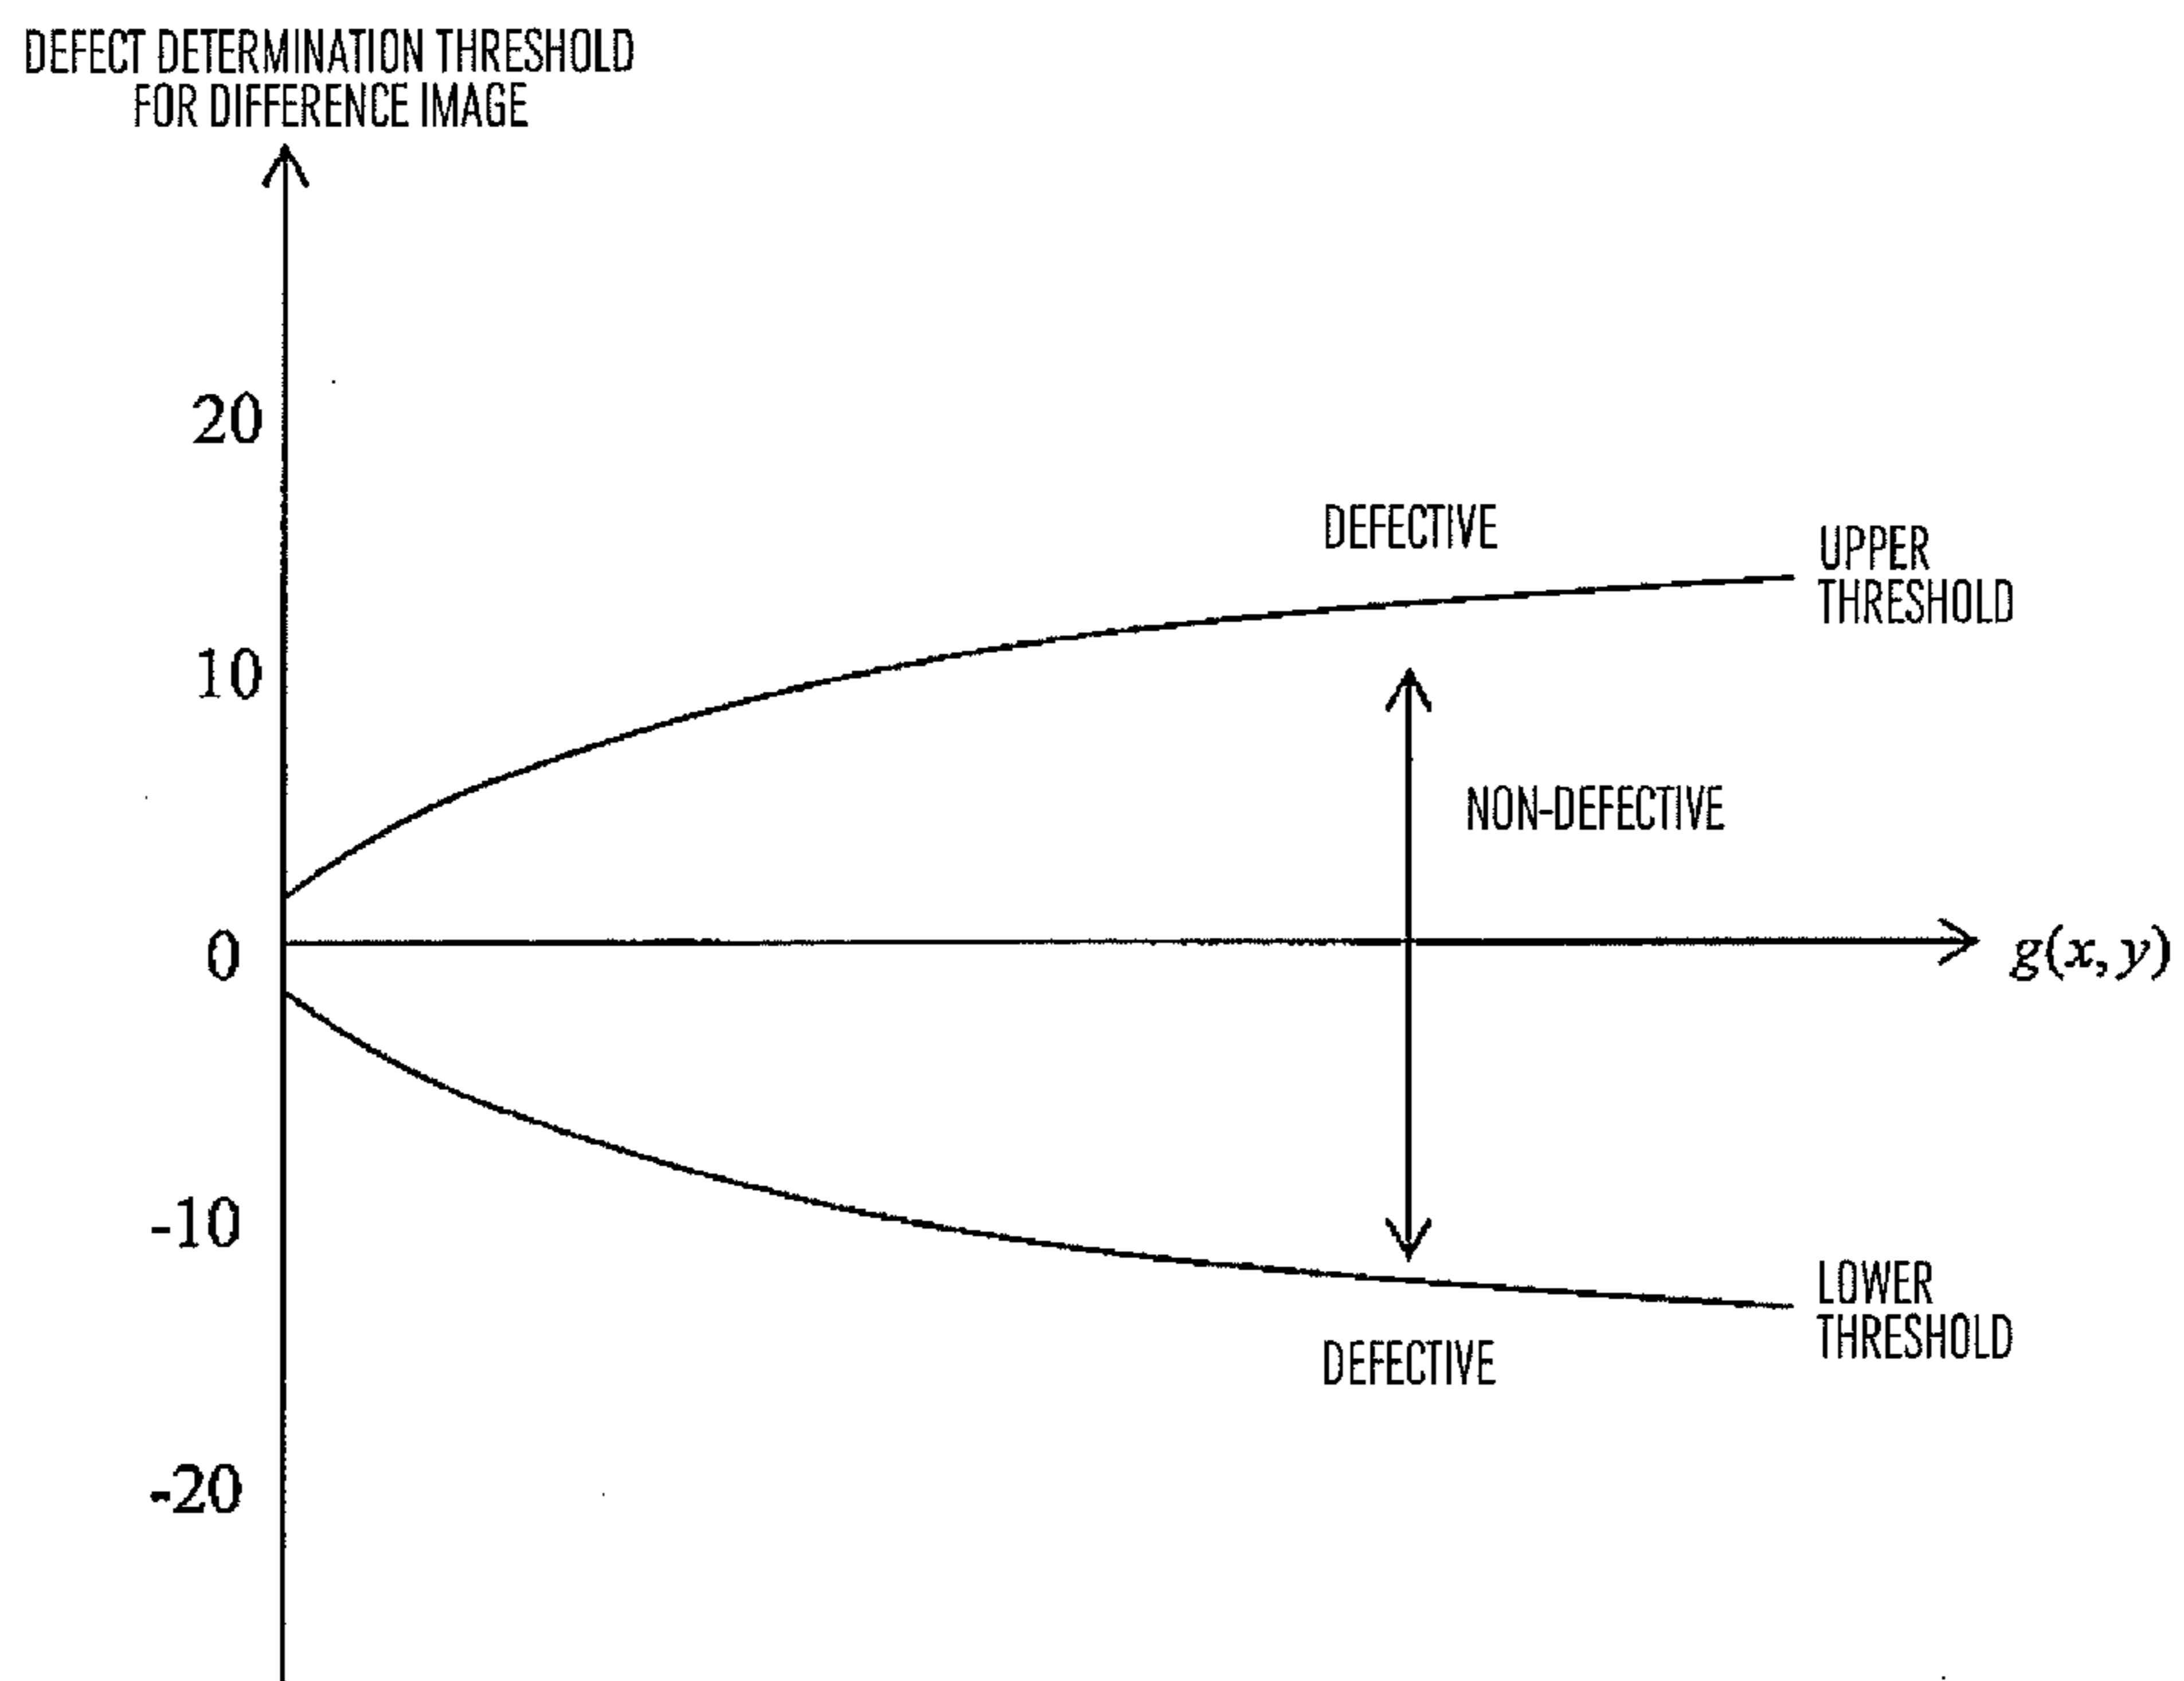 DEFECT DETERMINATION THRESHOLD
FOR DIFFERENCE IMAGE
20
DEFECTIVE
UPPER
THRESHOLD
10
NON-DEFECTIVE
0
g(x, y)
-10
LOWER
THRESHOLD
DEFECTIVE
-20